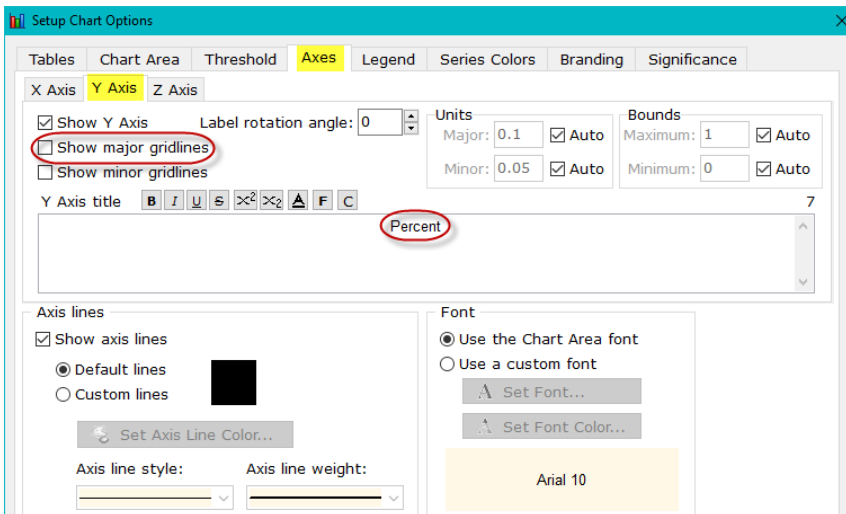 Setup Chart Options
Tables Chart Area Threshold Axes Legend Series Colors Branding Significance
X Axis Y Axis Z Axis
Show Y Axis Label rotation angle: 0 Units Bounds
Major: 0.1 Auto Maximum: 1 Auto
Show major gridlines
Minor: 0.05 Auto Minimum: 0 Auto
Show minor gridlines
Y Axis title B I U S X2 X2 A F C 7
Percent
Axis lines Font
Show axis lines Use the Chart Area font
Default lines Use a custom font
Custom lines A Set Font...
Set Axis Line Color... A Set Font Color...
Axis line style: Axis line weight: Arial 10